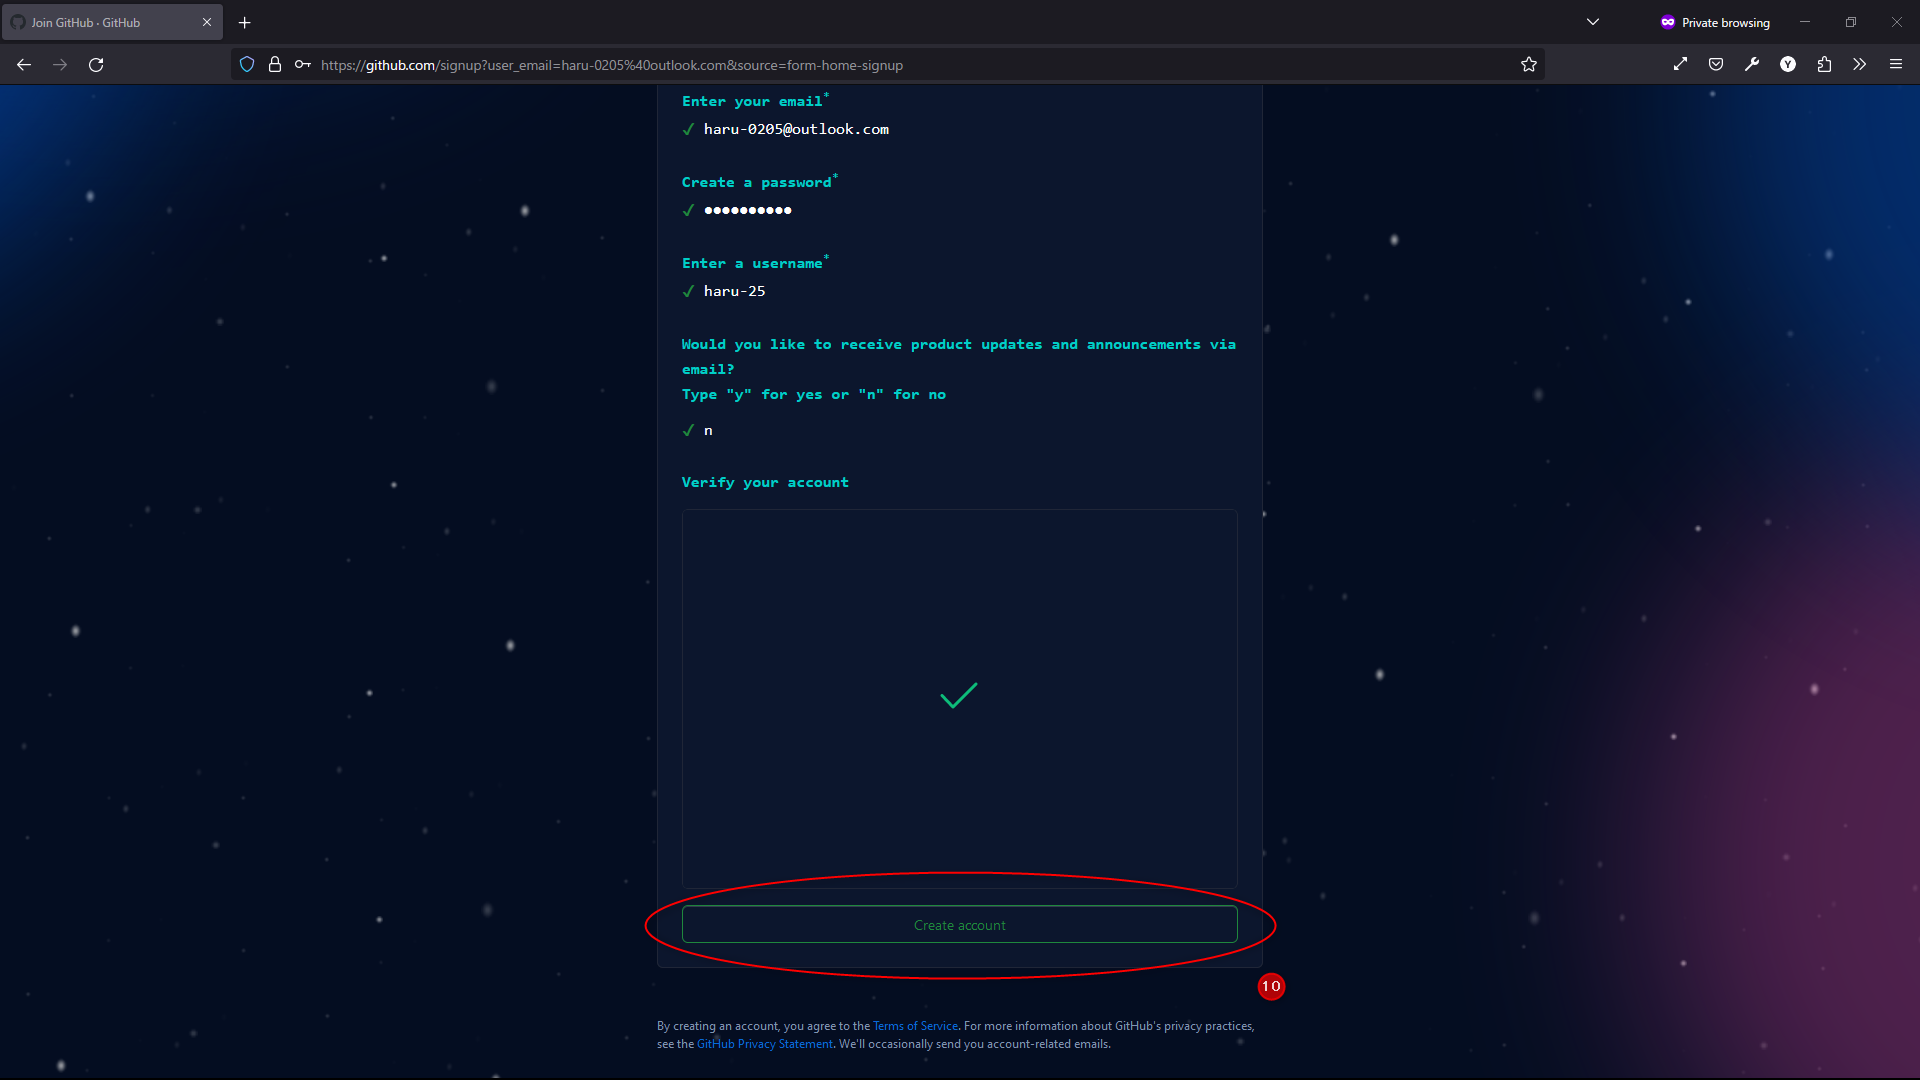 Join GitHub · GitHub
Private browsing
https://github.com/signup?user_email=haru-0205%40outlook.com&source=form-home-signup
Y
Enter your email*
✓ haru-0205@outlook.com
Create a password*
✓ ●●●●●●●●●●
Enter a username*
✓ haru-25
Would you like to receive product updates and announcements via
email?
Type "y" for yes or "n" for no
✓ n
Verify your account
Create account
10
By creating an account, you agree to the Terms of Service. For more information about GitHub's privacy practices,
see the GitHub Privacy Statement. We'll occasionally send you account-related emails.